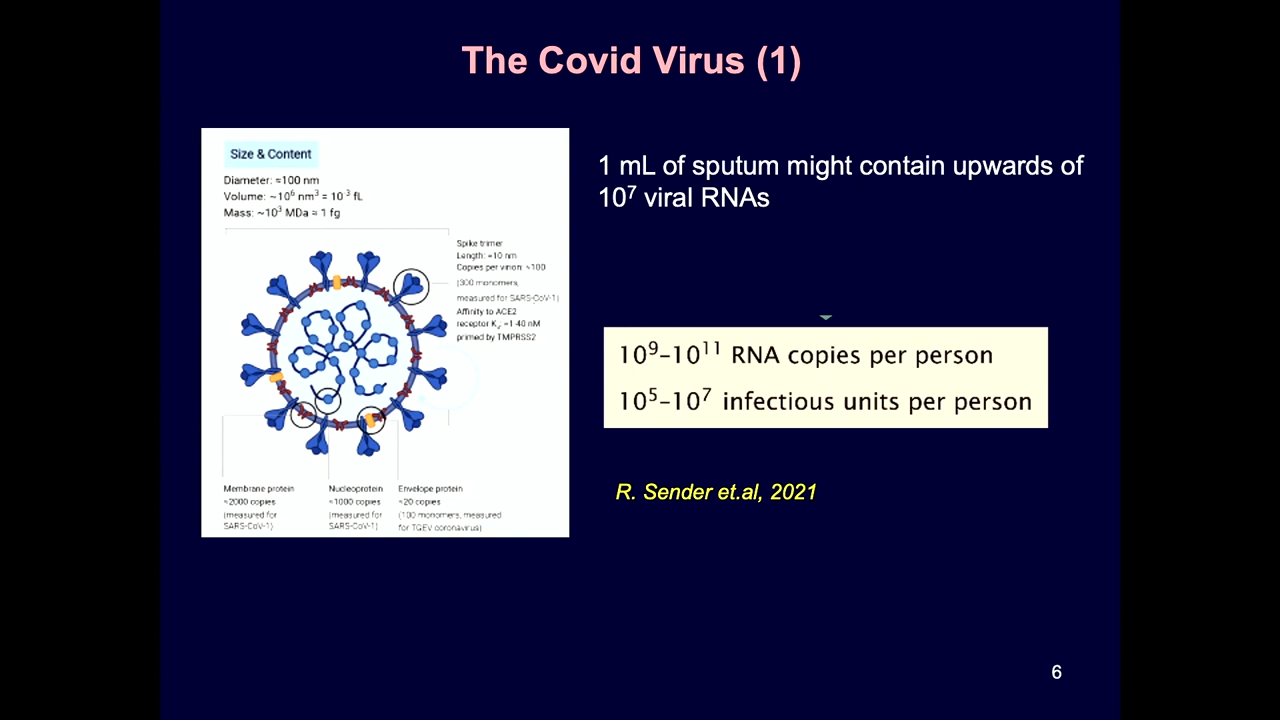 The Covid Virus (1)
Size & Content
Diameter: ≈100 nm
Volume: ~10⁶ nm³ = 10⁻³ fL
Mass: ~10³ MDa ≈ 1 fg
Spike trimer
Length: ≈10 nm
Copies per virion: ≈100
(300 monomers,
measured for SARS-CoV-1)
Affinity to ACE2
receptor Kd: ≈1-40 nM
primed by TMPRSS2
Membrane protein
≈2000 copies
(measured for
SARS-CoV-1)
Nucleoprotein
≈1000 copies
(measured for
SARS-CoV-1)
Envelope protein
≈20 copies
(100 monomers, measured
for TGEV coronavirus)
1 mL of sputum might contain upwards of
10⁷ viral RNAs
10⁹–10¹¹ RNA copies per person
10⁵–10⁷ infectious units per person
R. Sender et.al, 2021
6